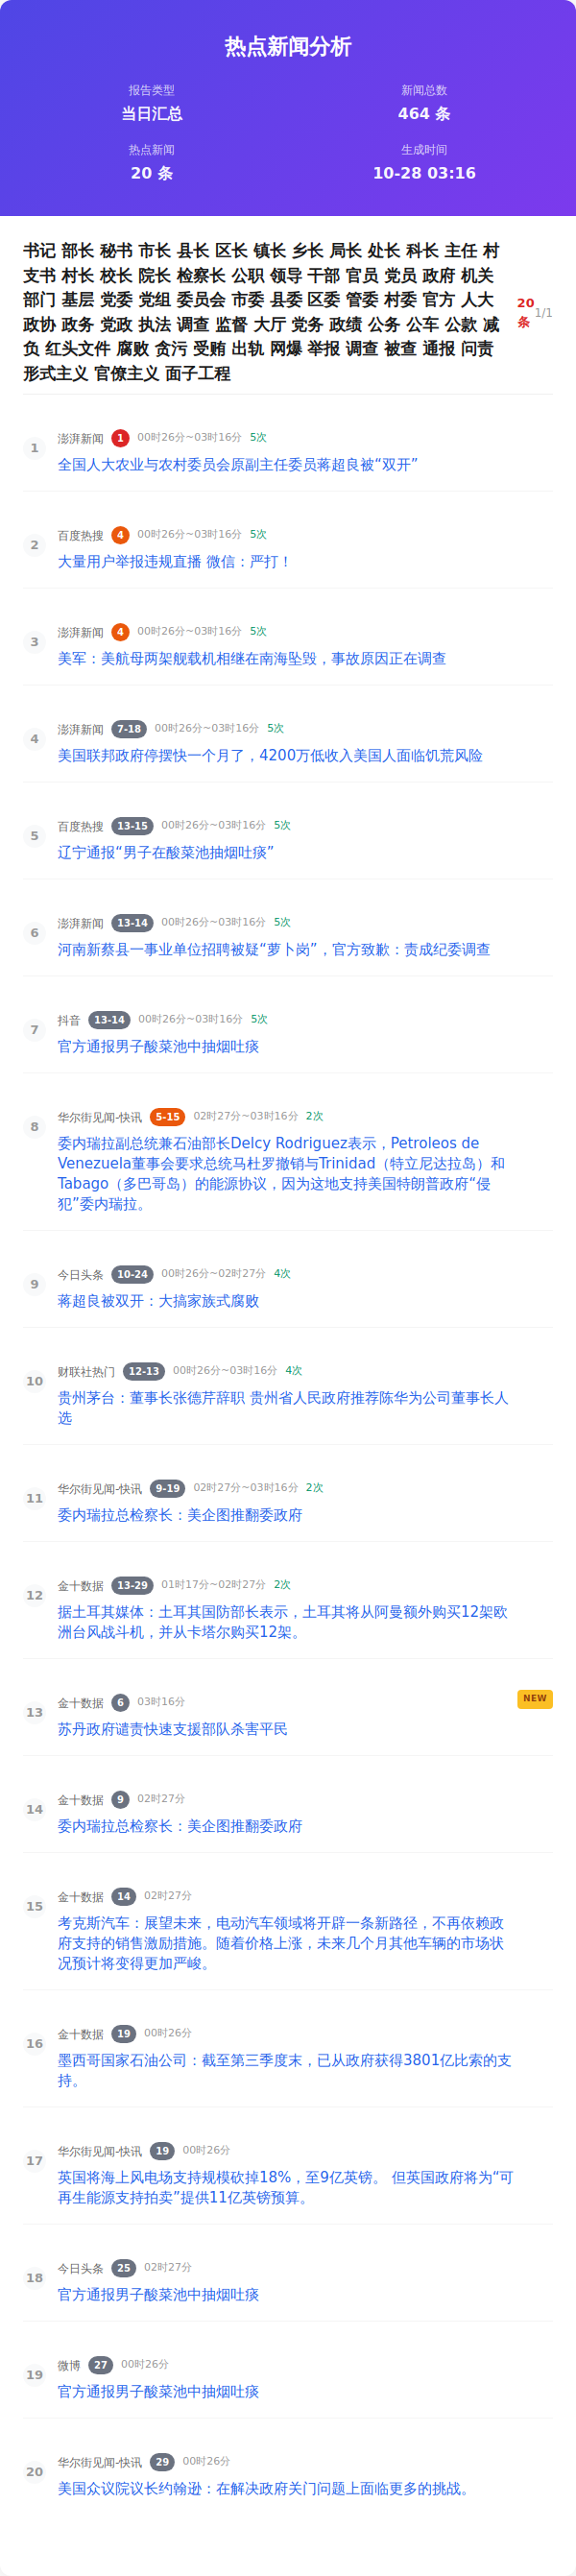 热点新闻分析
报告类型
当日汇总
新闻总数
464 条
热点新闻
20 条
生成时间
10-28 03:16
书记 部长 秘书 市长 县长 区长 镇长 乡长 局长 处长 科长 主任 村
支书 村长 校长 院长 检察长 公职 领导 干部 官员 党员 政府 机关
部门 基层 党委 党组 委员会 市委 县委 区委 管委 村委 官方 人大
政协 政务 党政 执法 调查 监督 大厅 党务 政绩 公务 公车 公款 减
负 红头文件 腐败 贪污 受贿 出轨 网爆 举报 调查 被查 通报 问责
形式主义 官僚主义 面子工程
20
条
1/1
1
澎湃新闻 1 00时26分~03时16分 5次
全国人大农业与农村委员会原副主任委员蒋超良被“双开”
2
百度热搜 4 00时26分~03时16分 5次
大量用户举报违规直播 微信：严打！
3
澎湃新闻 4 00时26分~03时16分 5次
美军：美航母两架舰载机相继在南海坠毁，事故原因正在调查
4
澎湃新闻 7-18 00时26分~03时16分 5次
美国联邦政府停摆快一个月了，4200万低收入美国人面临饥荒风险
5
百度热搜 13-15 00时26分~03时16分 5次
辽宁通报“男子在酸菜池抽烟吐痰”
6
澎湃新闻 13-14 00时26分~03时16分 5次
河南新蔡县一事业单位招聘被疑“萝卜岗”，官方致歉：责成纪委调查
7
抖音 13-14 00时26分~03时16分 5次
官方通报男子酸菜池中抽烟吐痰
8
华尔街见闻-快讯 5-15 02时27分~03时16分 2次
委内瑞拉副总统兼石油部长Delcy Rodriguez表示，Petroleos de
Venezuela董事会要求总统马杜罗撤销与Trinidad（特立尼达拉岛）和
Tabago（多巴哥岛）的能源协议，因为这地支持美国特朗普政府“侵
犯”委内瑞拉。
9
今日头条 10-24 00时26分~02时27分 4次
蒋超良被双开：大搞家族式腐败
10
财联社热门 12-13 00时26分~03时16分 4次
贵州茅台：董事长张德芹辞职 贵州省人民政府推荐陈华为公司董事长人
选
11
华尔街见闻-快讯 9-19 02时27分~03时16分 2次
委内瑞拉总检察长：美企图推翻委政府
12
金十数据 13-29 01时17分~02时27分 2次
据土耳其媒体：土耳其国防部长表示，土耳其将从阿曼额外购买12架欧
洲台风战斗机，并从卡塔尔购买12架。
13
金十数据 6 03时16分
NEW
苏丹政府谴责快速支援部队杀害平民
14
金十数据 9 02时27分
委内瑞拉总检察长：美企图推翻委政府
15
金十数据 14 02时27分
考克斯汽车：展望未来，电动汽车领域将开辟一条新路径，不再依赖政
府支持的销售激励措施。随着价格上涨，未来几个月其他车辆的市场状
况预计将变得更加严峻。
16
金十数据 19 00时26分
墨西哥国家石油公司：截至第三季度末，已从政府获得3801亿比索的支
持。
17
华尔街见闻-快讯 19 00时26分
英国将海上风电场支持规模砍掉18%，至9亿英镑。 但英国政府将为“可
再生能源支持拍卖”提供11亿英镑预算。
18
今日头条 25 02时27分
官方通报男子酸菜池中抽烟吐痰
19
微博 27 00时26分
官方通报男子酸菜池中抽烟吐痰
20
华尔街见闻-快讯 29 00时26分
美国众议院议长约翰逊：在解决政府关门问题上面临更多的挑战。